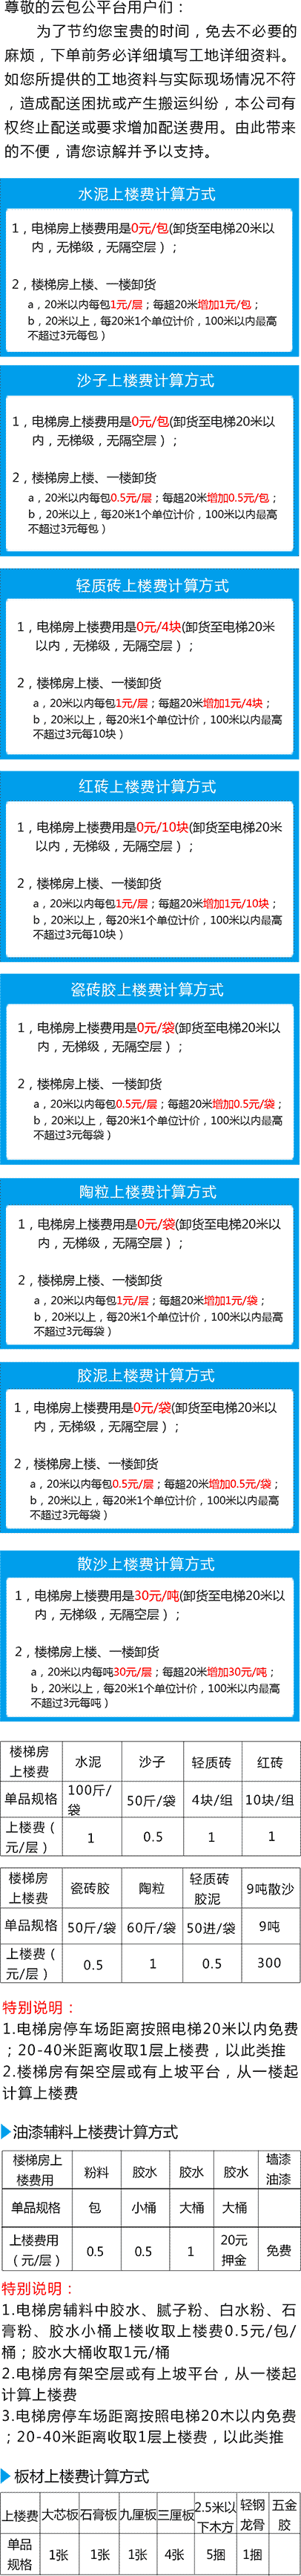 尊敬的云包公平台用户们：
为了节约您宝贵的时间，免去不必要的
麻烦，下单前务必详细填写工地详细资料。
如您所提供的工地资料与实际现场情况不符
，造成配送困扰或产生搬运纠纷，本公司有
权终止配送或要求增加配送费用。由此带来
的不便，请您谅解并予以支持。
水泥上楼费计算方式
1，电梯房上楼费用是0元/包(卸货至电梯20米以
内，无梯级，无隔空层）；
2，楼梯房上楼、一楼卸货
a，20米以内每包1元/层；每超20米增加1元/包；
b，20米以上，每20米1个单位计价，100米以内最高
不超过3元每包）
沙子上楼费计算方式
1，电梯房上楼费用是0元/包(卸货至电梯20米以
内，无梯级，无隔空层）；
2，楼梯房上楼、一楼卸货
a，20米以内每包0.5元/层；每超20米增加0.5元/包；
b，20米以上，每20米1个单位计价，100米以内最高
不超过3元每包）
轻质砖上楼费计算方式
1，电梯房上楼费用是0元/4块(卸货至电梯20米
以内，无梯级，无隔空层）；
2，楼梯房上楼、一楼卸货
a，20米以内每包1元/层；每超20米增加1元/4块；
b，20米以上，每20米1个单位计价，100米以内最高
不超过3元每10块）
红砖上楼费计算方式
1，电梯房上楼费用是0元/10块(卸货至电梯20米
以内，无梯级，无隔空层）；
2，楼梯房上楼、一楼卸货
a，20米以内每包1元/层；每超20米增加1元/10块；
b，20米以上，每20米1个单位计价，100米以内最高
不超过3元每10块）
瓷砖胶上楼费计算方式
1，电梯房上楼费用是0元/袋(卸货至电梯20米以
内，无梯级，无隔空层）；
2，楼梯房上楼、一楼卸货
a，20米以内每包0.5元/层；每超20米增加0.5元/袋；
b，20米以上，每20米1个单位计价，100米以内最高
不超过3元每袋）
陶粒上楼费计算方式
1，电梯房上楼费用是0元/袋(卸货至电梯20米以
内，无梯级，无隔空层）；
2，楼梯房上楼、一楼卸货
a，20米以内每包1元/层；每超20米增加1元/袋；
b，20米以上，每20米1个单位计价，100米以内最高
不超过3元每袋）
胶泥上楼费计算方式
1，电梯房上楼费用是0元/袋(卸货至电梯20米以
内，无梯级，无隔空层）；
2，楼梯房上楼、一楼卸货
a，20米以内每包0.5元/层；每超20米增加0.5元/袋；
b，20米以上，每20米1个单位计价，100米以内最高
不超过3元每袋）
散沙上楼费计算方式
1，电梯房上楼费用是30元/吨(卸货至电梯20米以
内，无梯级，无隔空层）；
2，楼梯房上楼、一楼卸货
a，20米以内每吨30元/层；每超20米增加30元/吨；
b，20米以上，每20米1个单位计价，100米以内最高
不超过3元每吨）
楼梯房上楼费 水泥 沙子 轻质砖 红砖
单品规格 100斤/袋 50斤/袋 4块/组 10块/组
上楼费（元/层） 1 0.5 1 1
楼梯房上楼费 瓷砖胶 陶粒 轻质砖胶泥 9吨散沙
单品规格 50斤/袋 60斤/袋 50进/袋 9吨
上楼费（元/层） 0.5 1 0.5 300
特别说明：
1.电梯房停车场距离按照电梯20米以内免费
；20-40米距离收取1层上楼费，以此类推
2.楼梯房有架空层或有上坡平台，从一楼起
计算上楼费
油漆辅料上楼费计算方式
楼梯房上楼费用 粉料 胶水 胶水 胶水 墙漆油漆
单品规格 包 小桶 大桶 大桶
上楼费用（元/层） 0.5 0.5 1 20元押金 免费
特别说明：
1.电梯房辅料中胶水、腻子粉、白水粉、石
膏粉、胶水小桶上楼收取上楼费0.5元/包/
桶；胶水大桶收取1元/桶
2.电梯房有架空层或有上坡平台，从一楼起
计算上楼费
3.电梯房停车场距离按照电梯20木以内免费
；20-40米距离收取1层上楼费，以此类推
板材上楼费计算方式
上楼费 大芯板 石膏板 九厘板 三厘板 2.5米以下木方 轻钢龙骨 五金胶
单品规格 1张 1张 1张 4张 5捆 1捆